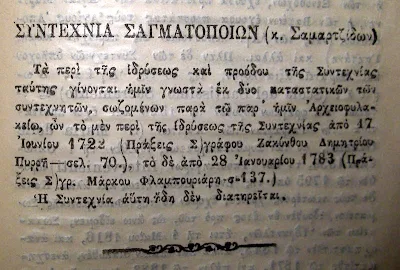 ΣΥΝΤΕΧΝΙΑ ΣΑΓΜΑΤΟΠΟΙΩΝ (κ. Σαμαρτζίδων)
Τὰ περὶ τῆς ἱδρύσεως καὶ προόδου τῆς Συντεχνίας
ταύτης γίνονται ἡμῖν γνωστὰ ἐκ δύο καταστατικῶν τῶν
συντεχνητῶν, σωζομένων παρὰ τῷ παρ' ἡμῖν Ἀρχειοφυλα-
κείῳ, ὧν τὸ μὲν περὶ τῆς ἱδρύσεως τῆς Συντεχνίας ἀπὸ 17
Ἰουνίου 1722 (Πράξεις Σ)γράφου Ζακύνθου Δημητρίου
Πυρρῆ—σελ. 70.), τὸ δὲ ἀπὸ 28 Ἰανουαρίου 1783 (Πρά-
ξεις Σ)γρ. Μάρκου Φλαμπουριάρη-σ. 137.)
Ἡ Συντεχνία αὕτη ἤδη δὲν διατηρεῖται.